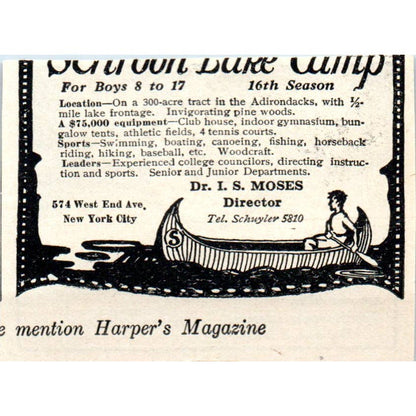 Schroon Lake Camp
For Boys 8 to 17 16th Season
Location—On a 300-acre tract in the Adirondacks, with ½-
mile lake frontage. Invigorating pine woods.
A $75,000 equipment—Club house, indoor gymnasium, bun-
galow tents, athletic fields, 4 tennis courts.
Sports—Swimming, boating, canoeing, fishing, horseback
riding, hiking, baseball, etc. Woodcraft.
Leaders—Experienced college councilors, directing instruc-
tion and sports. Senior and Junior Departments.
Dr. I. S. MOSES
574 West End Ave. Director
New York City Tel. Schuyler 5810
S
e mention Harper's Magazine